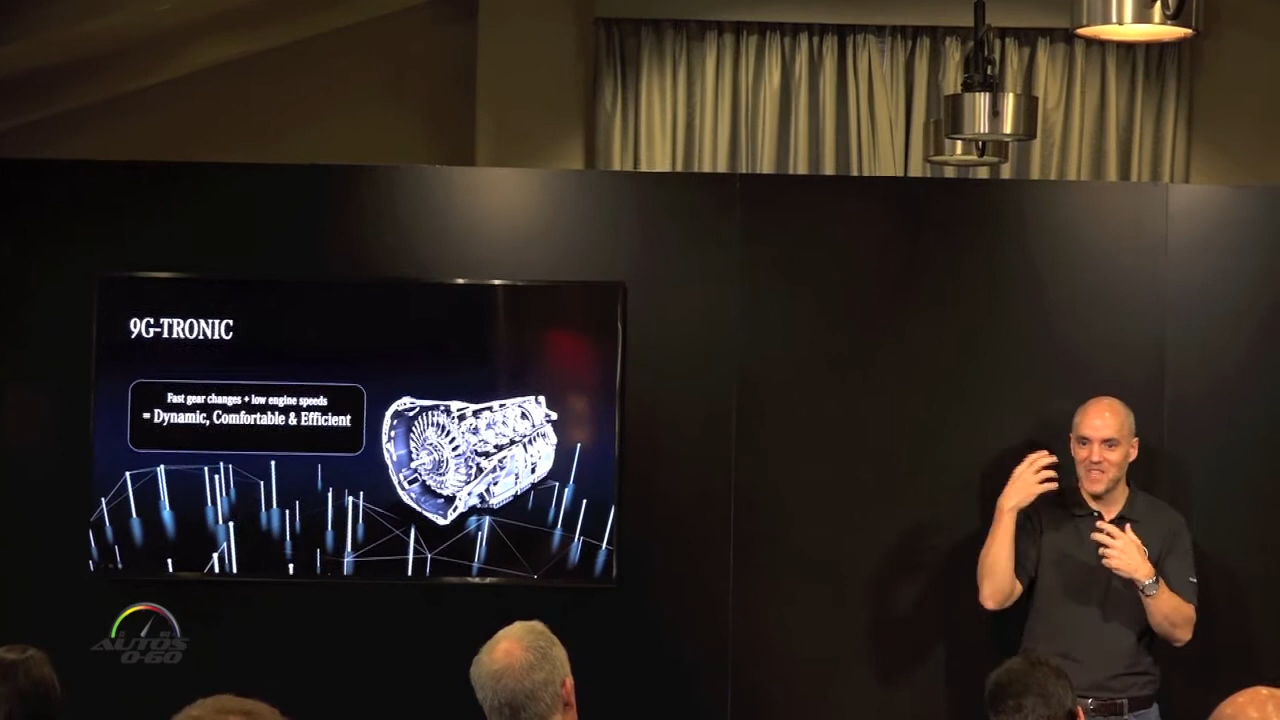 9G-TRONIC
Fast gear changes + low engine speeds
= Dynamic, Comfortable & Efficient
AUTOS
0-60